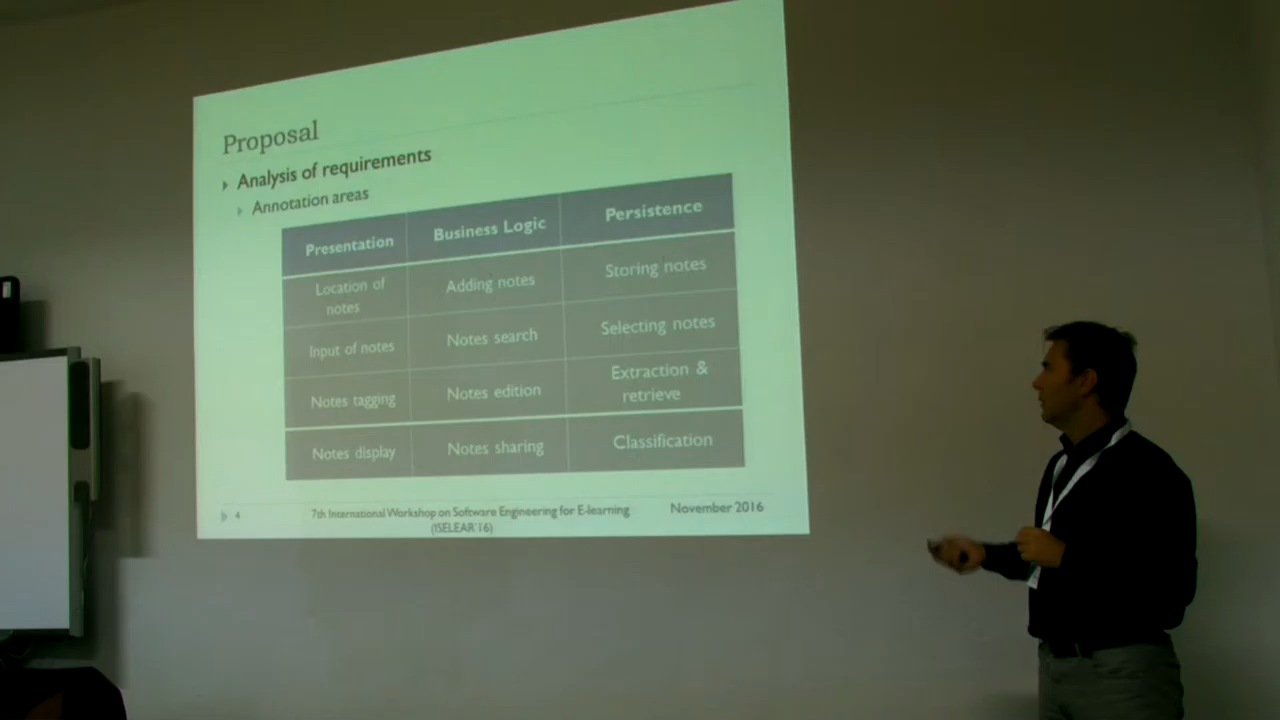 Proposal
Analysis of requirements
Annotation areas
Presentation Business Logic Persistence
Location of notes Adding notes Storing notes
Input of notes Notes search Selecting notes
Notes tagging Notes edition Extraction & retrieve
Notes display Notes sharing Classification
4 7th International Workshop on Software Engineering for E-learning November 2016
(ISELEAR'16)